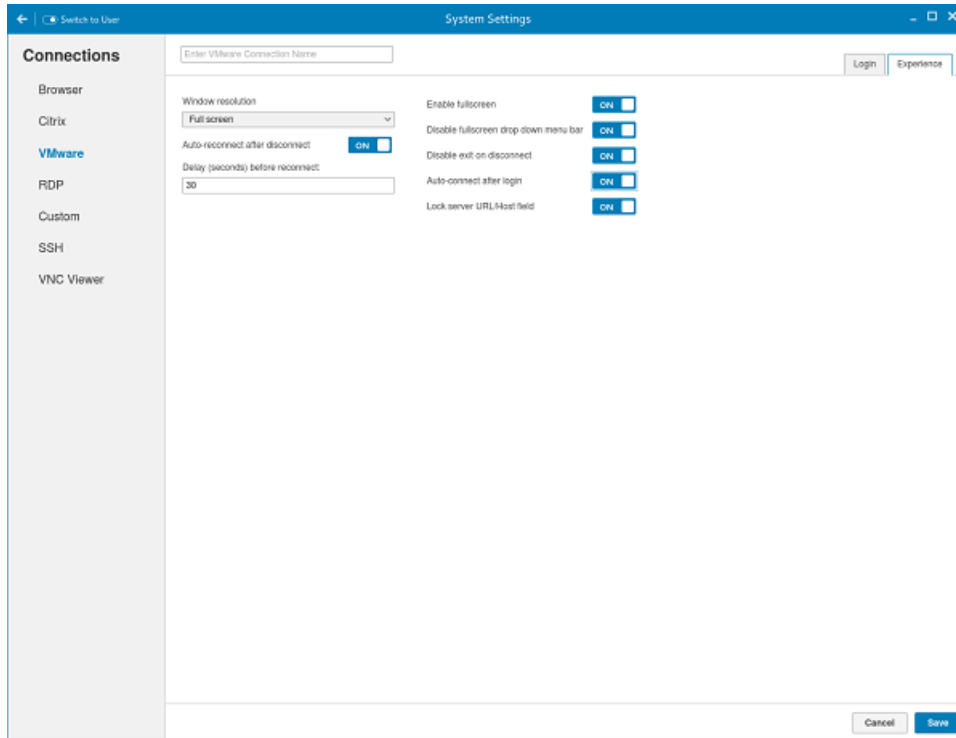 Switch to User
System Settings
Connections
Browser
Citrix
VMware
RDP
Custom
SSH
VNC Viewer
Enter VMware Connection Name
Login
Experience
Window resolution
Full screen
Auto-reconnect after disconnect
ON
Delay (seconds) before reconnect:
30
Enable fullscreen
ON
Disable fullscreen drop down menu bar
ON
Disable exit on disconnect
ON
Auto-connect after login
ON
Lock server URL/Host field
ON
Cancel
Save